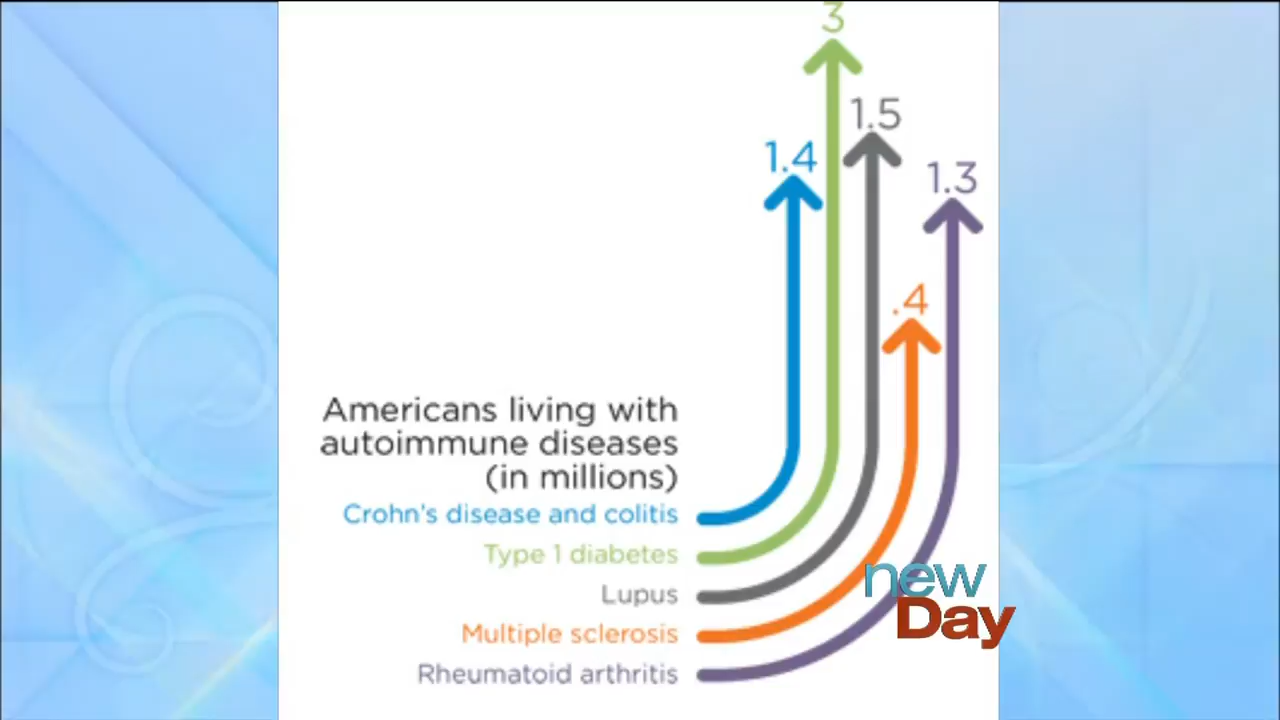 3
1.5
1.4
1.3
.4
Americans living with
autoimmune diseases
(in millions)
Crohn's disease and colitis
Type 1 diabetes
Lupus
Multiple sclerosis
Rheumatoid arthritis
new
Day